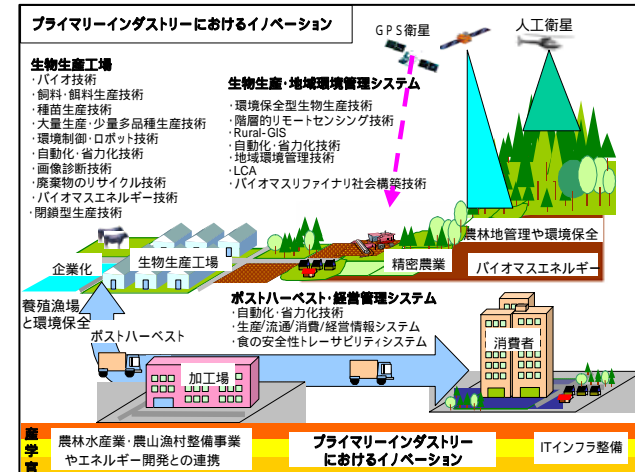 プライマリーインダストリーにおけるイノベーション
GPS衛星
人工衛星
生物生産工場
・バイオ技術
・飼料・餌料生産技術
・種苗生産技術
・大量生産・少量多品種生産技術
・環境制御・ロボット技術
・自動化・省力化技術
・画像診断技術
・廃棄物のリサイクル技術
・バイオマスエネルギー技術
・閉鎖型生産技術
生物生産・地域環境管理システム
・環境保全型生物生産技術
・階層的リモートセンシング技術
・Rural-GIS
・自動化・省力化技術
・地域環境管理技術
・LCA
・バイオマスリファイナリ社会構築技術
農林地管理や環境保全
企業化
生物生産工場
精密農業
バイオマスエネルギー
養殖漁場
と環境保全
ポストハーベスト・経営管理システム
・自動化・省力化技術
・生産/流通/消費/経営情報システム
・食の安全性トレーサビリティシステム
ポストハーベスト
加工場
消費者
産
学
官
農林水産業・農山漁村整備事業
やエネルギー開発との連携
プライマリーインダストリー
におけるイノベーション
ITインフラ整備